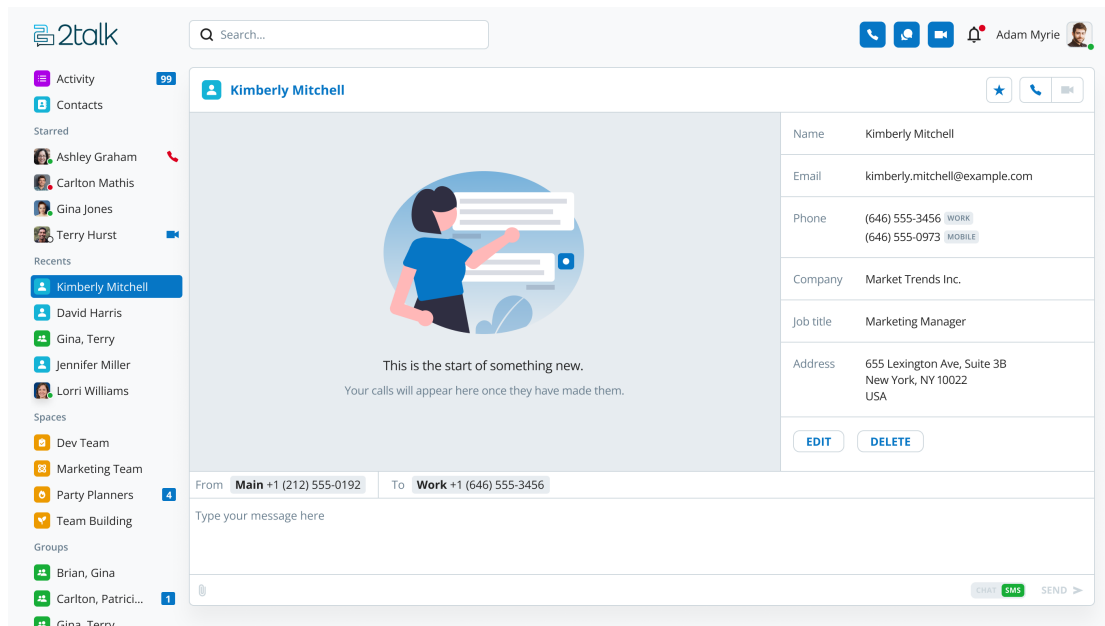 2talk
Search...
Adam Myrie
Activity
99
Contacts
Starred
Ashley Graham
Carlton Mathis
Gina Jones
Terry Hurst
Recents
Kimberly Mitchell
David Harris
Gina, Terry
Jennifer Miller
Lorri Williams
Spaces
Dev Team
Marketing Team
Party Planners
4
Team Building
Groups
Brian, Gina
Carlton, Patrici...
1
Gina, Terry
Kimberly Mitchell
This is the start of something new.
Your calls will appear here once they have made them.
Name Kimberly Mitchell
Email kimberly.mitchell@example.com
Phone (646) 555-3456 WORK
(646) 555-0973 MOBILE
Company Market Trends Inc.
Job title Marketing Manager
Address 655 Lexington Ave, Suite 3B
New York, NY 10022
USA
EDIT DELETE
From Main +1 (212) 555-0192 To Work +1 (646) 555-3456
Type your message here
CHAT SMS SEND